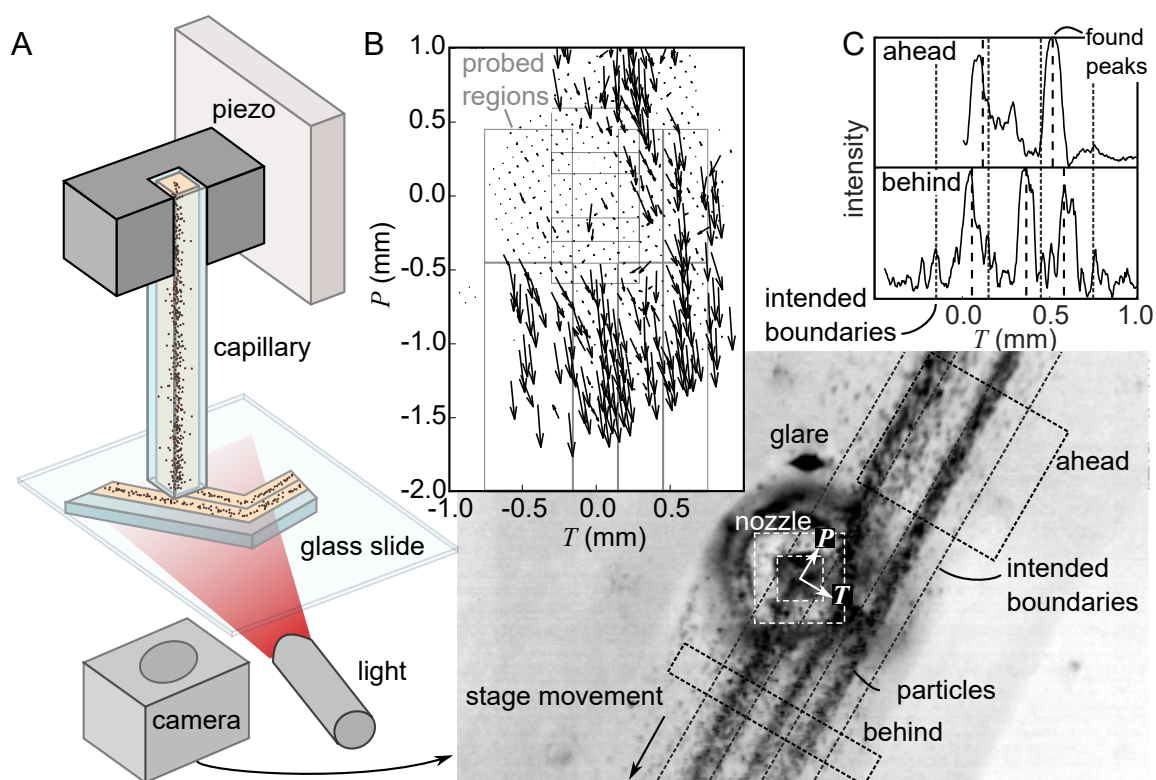 A
piezo
capillary
glass slide
light
camera
B
probed
regions
P (mm)
1.0
0.5
0.0
-0.5
-1.0
-1.5
-2.0
-1.0
-0.5
0.0
0.5
T (mm)
C
ahead
found
peaks
behind
intensity
intended
boundaries
0.0
0.5
1.0
T (mm)
glare
ahead
nozzle
P
T
intended
boundaries
particles
stage movement
behind